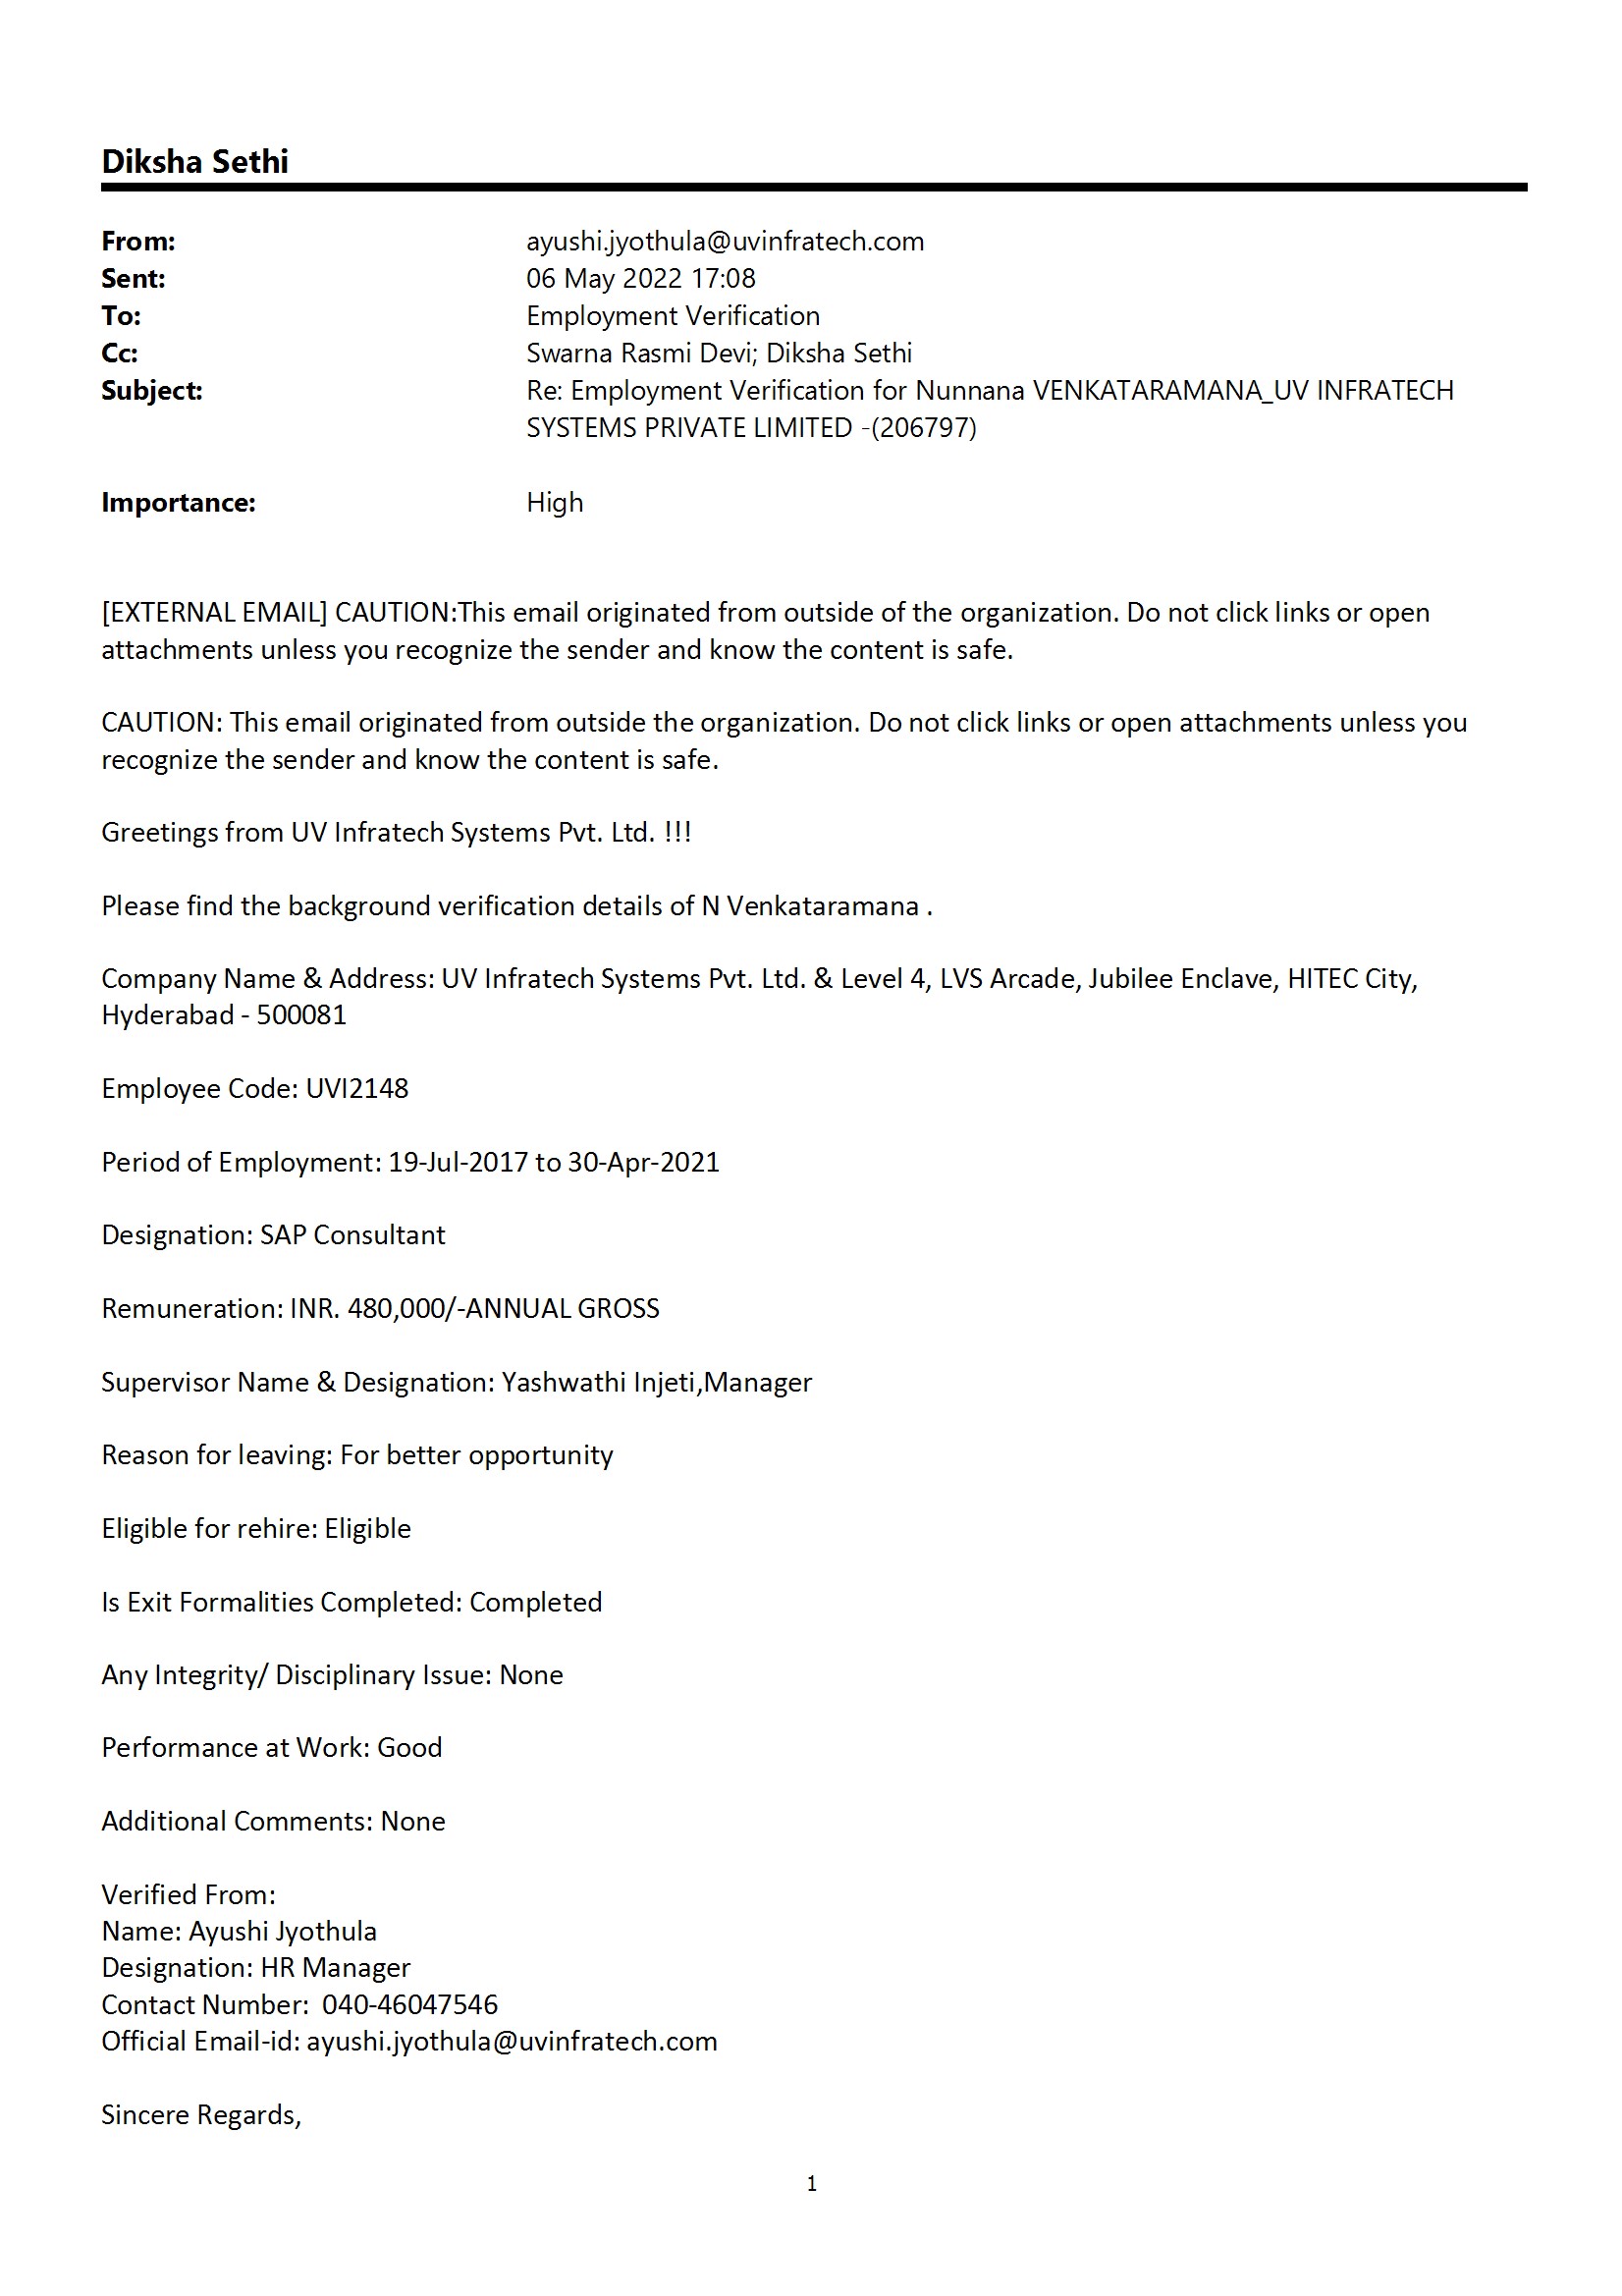 Diksha Sethi
From: ayushi.jyothula@uvinfratech.com
Sent: 06 May 2022 17:08
To: Employment Verification
Cc: Swarna Rasmi Devi; Diksha Sethi
Subject: Re: Employment Verification for Nunnana VENKATARAMANA_UV INFRATECH
SYSTEMS PRIVATE LIMITED -(206797)
Importance: High
[EXTERNAL EMAIL] CAUTION:This email originated from outside of the organization. Do not click links or open
attachments unless you recognize the sender and know the content is safe.
CAUTION: This email originated from outside the organization. Do not click links or open attachments unless you
recognize the sender and know the content is safe.
Greetings from UV Infratech Systems Pvt. Ltd. !!!
Please find the background verification details of N Venkataramana .
Company Name & Address: UV Infratech Systems Pvt. Ltd. & Level 4, LVS Arcade, Jubilee Enclave, HITEC City,
Hyderabad - 500081
Employee Code: UVI2148
Period of Employment: 19-Jul-2017 to 30-Apr-2021
Designation: SAP Consultant
Remuneration: INR. 480,000/-ANNUAL GROSS
Supervisor Name & Designation: Yashwathi Injeti,Manager
Reason for leaving: For better opportunity
Eligible for rehire: Eligible
Is Exit Formalities Completed: Completed
Any Integrity/ Disciplinary Issue: None
Performance at Work: Good
Additional Comments: None
Verified From:
Name: Ayushi Jyothula
Designation: HR Manager
Contact Number:  040-46047546
Official Email-id: ayushi.jyothula@uvinfratech.com
Sincere Regards,
1